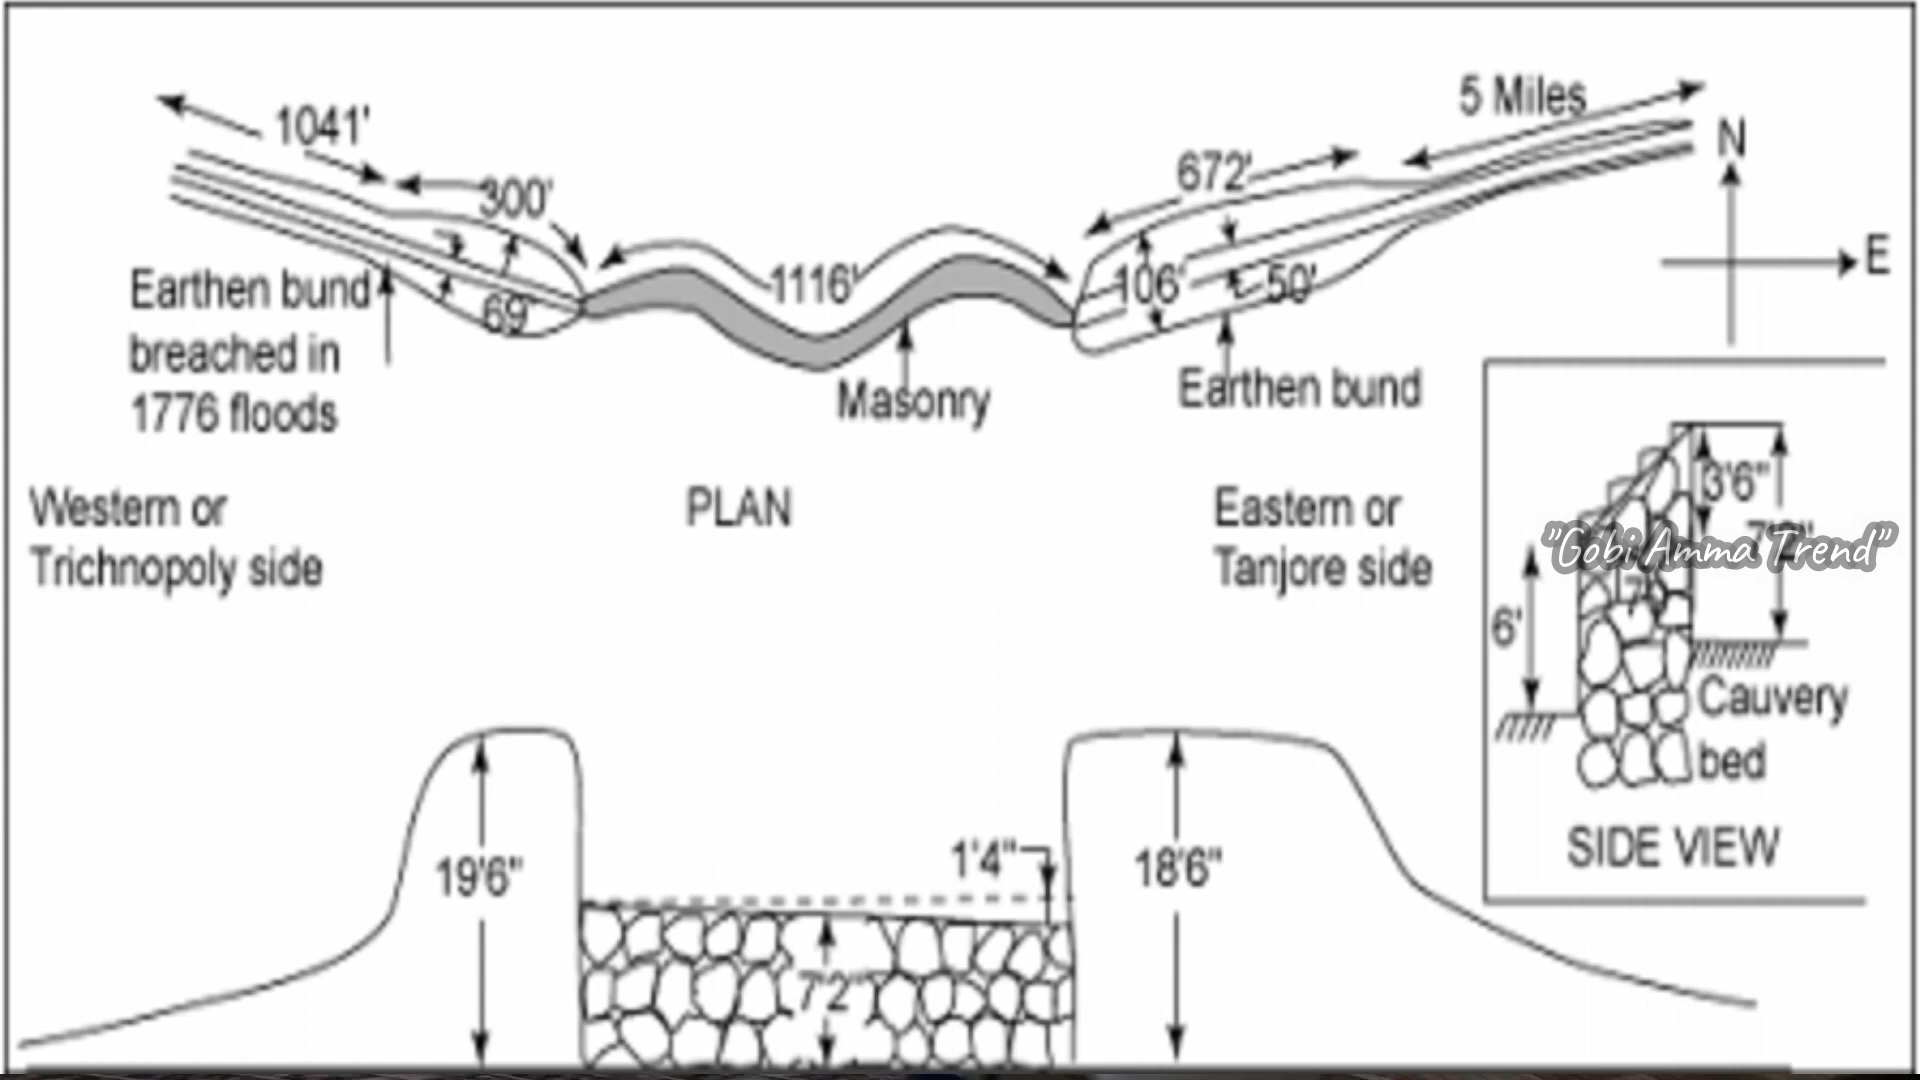 1041'
300'
5 Miles
672'
N
E
1116'
106'
50'
69'
Earthen bund
breached in
1776 floods
Masonry
Earthen bund
Western or
Trichnopoly side
PLAN
Eastern or
Tanjore side
3'6"
7'2"
"Gobi Amma Trend"
6'
Cauvery
bed
SIDE VIEW
19'6"
1'4"
18'6"
7'2"